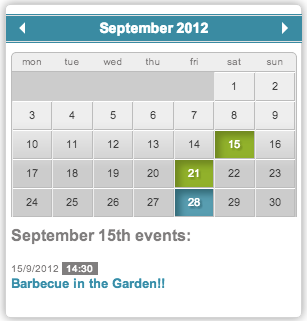 September 2012
mon tue wed thu fri sat sun
1 2
3 4 5 6 7 8 9
10 11 12 13 14 15 16
17 18 19 20 21 22 23
24 25 26 27 28 29 30
September 15th events:
15/9/2012 14:30
Barbecue in the Garden!!